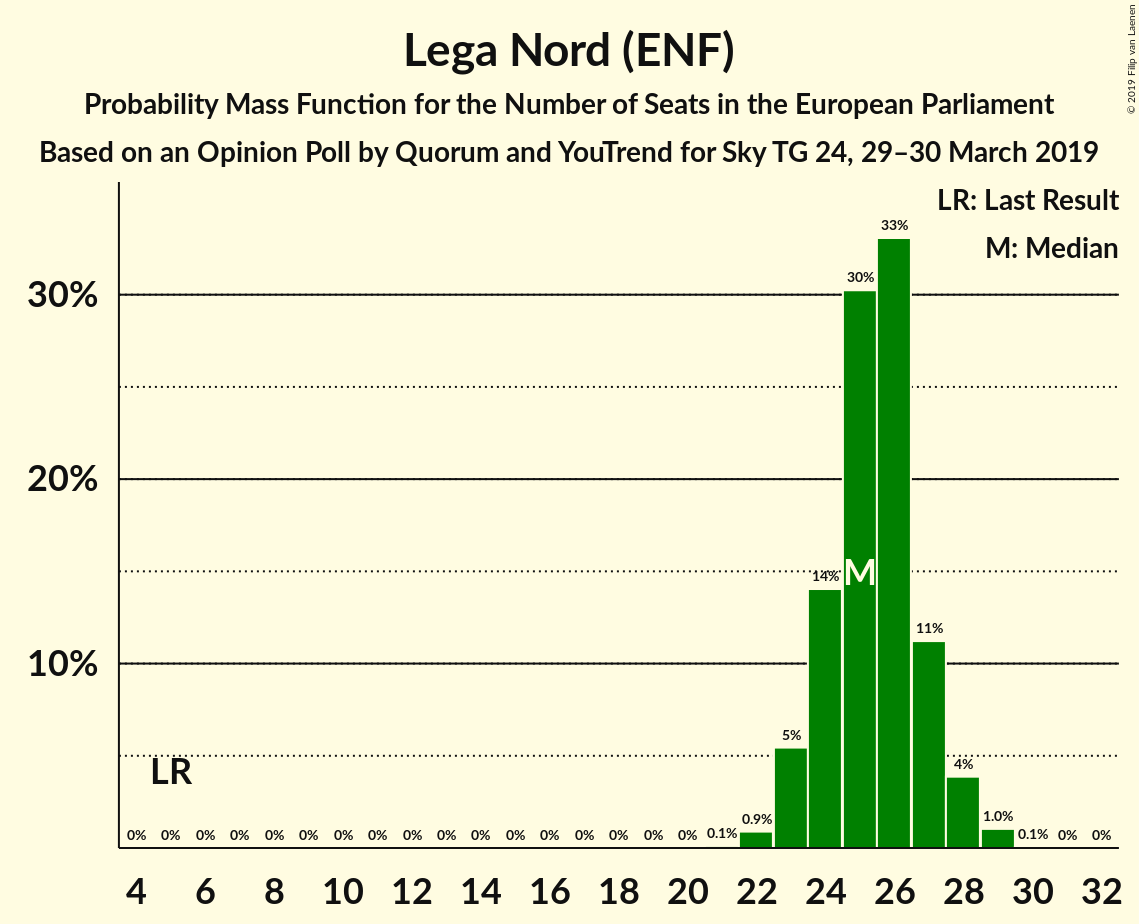 © 2019 Filip van Laenen
Lega Nord (ENF)
Probability Mass Function for the Number of Seats in the European Parliament
Based on an Opinion Poll by Quorum and YouTrend for Sky TG 24, 29–30 March 2019
LR: Last Result
M: Median
30%
20%
10%
LR
M
0% 0% 0% 0% 0% 0% 0% 0% 0% 0% 0% 0% 0% 0% 0% 0% 0% 0.1% 0.9% 5% 14% 30% 33% 11% 4% 1.0% 0.1% 0% 0%
4 6 8 10 12 14 16 18 20 22 24 26 28 30 32